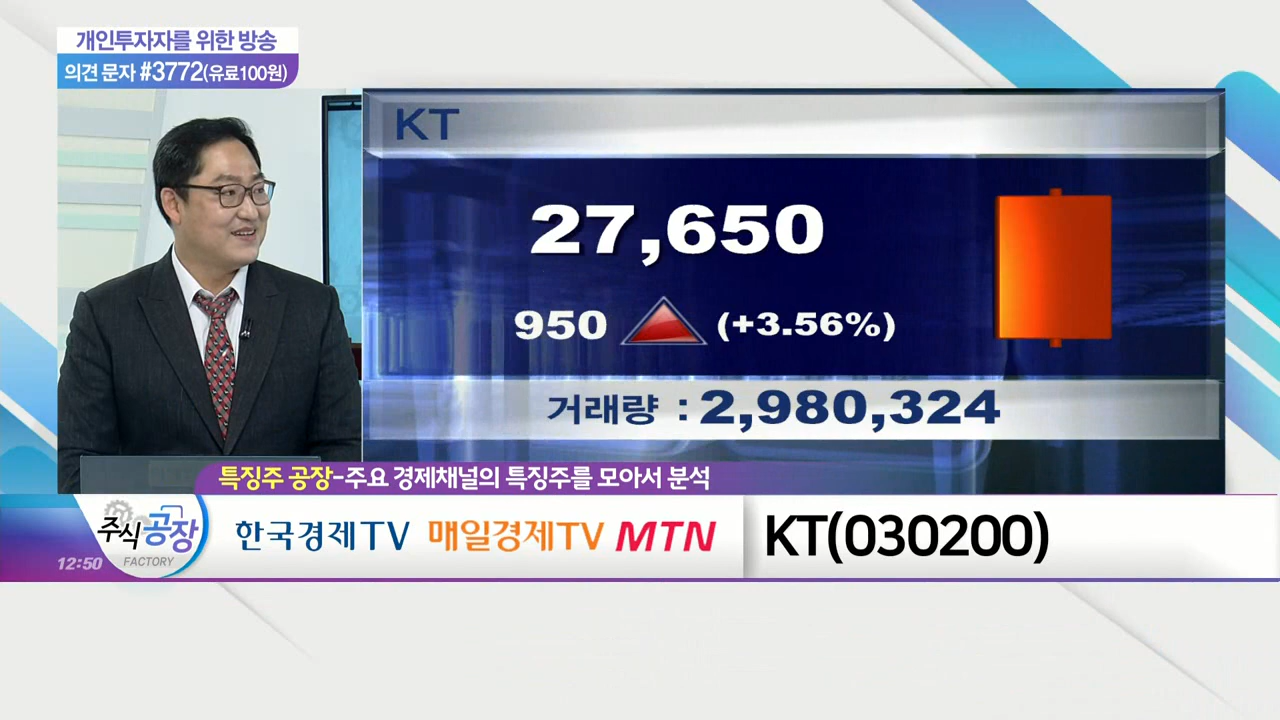 개인투자자를 위한 방송
의견 문자 #3772(유료100원)
KT
27,650
950 (+3.56%)
거래량 : 2,980,324
특징주 공장-주요 경제채널의 특징주를 모아서 분석
주식공장
FACTORY
12:50
한국경제TV 매일경제TV MTN
KT(030200)